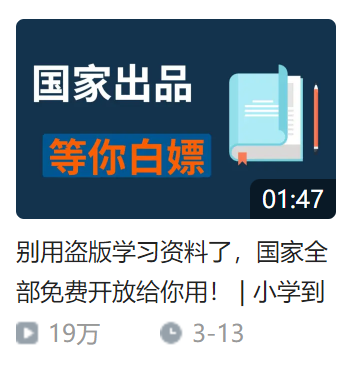 国家出品
等你白嫖
01:47
别用盗版学习资料了，国家全
部免费开放给你用！ | 小学到
19万 3-13